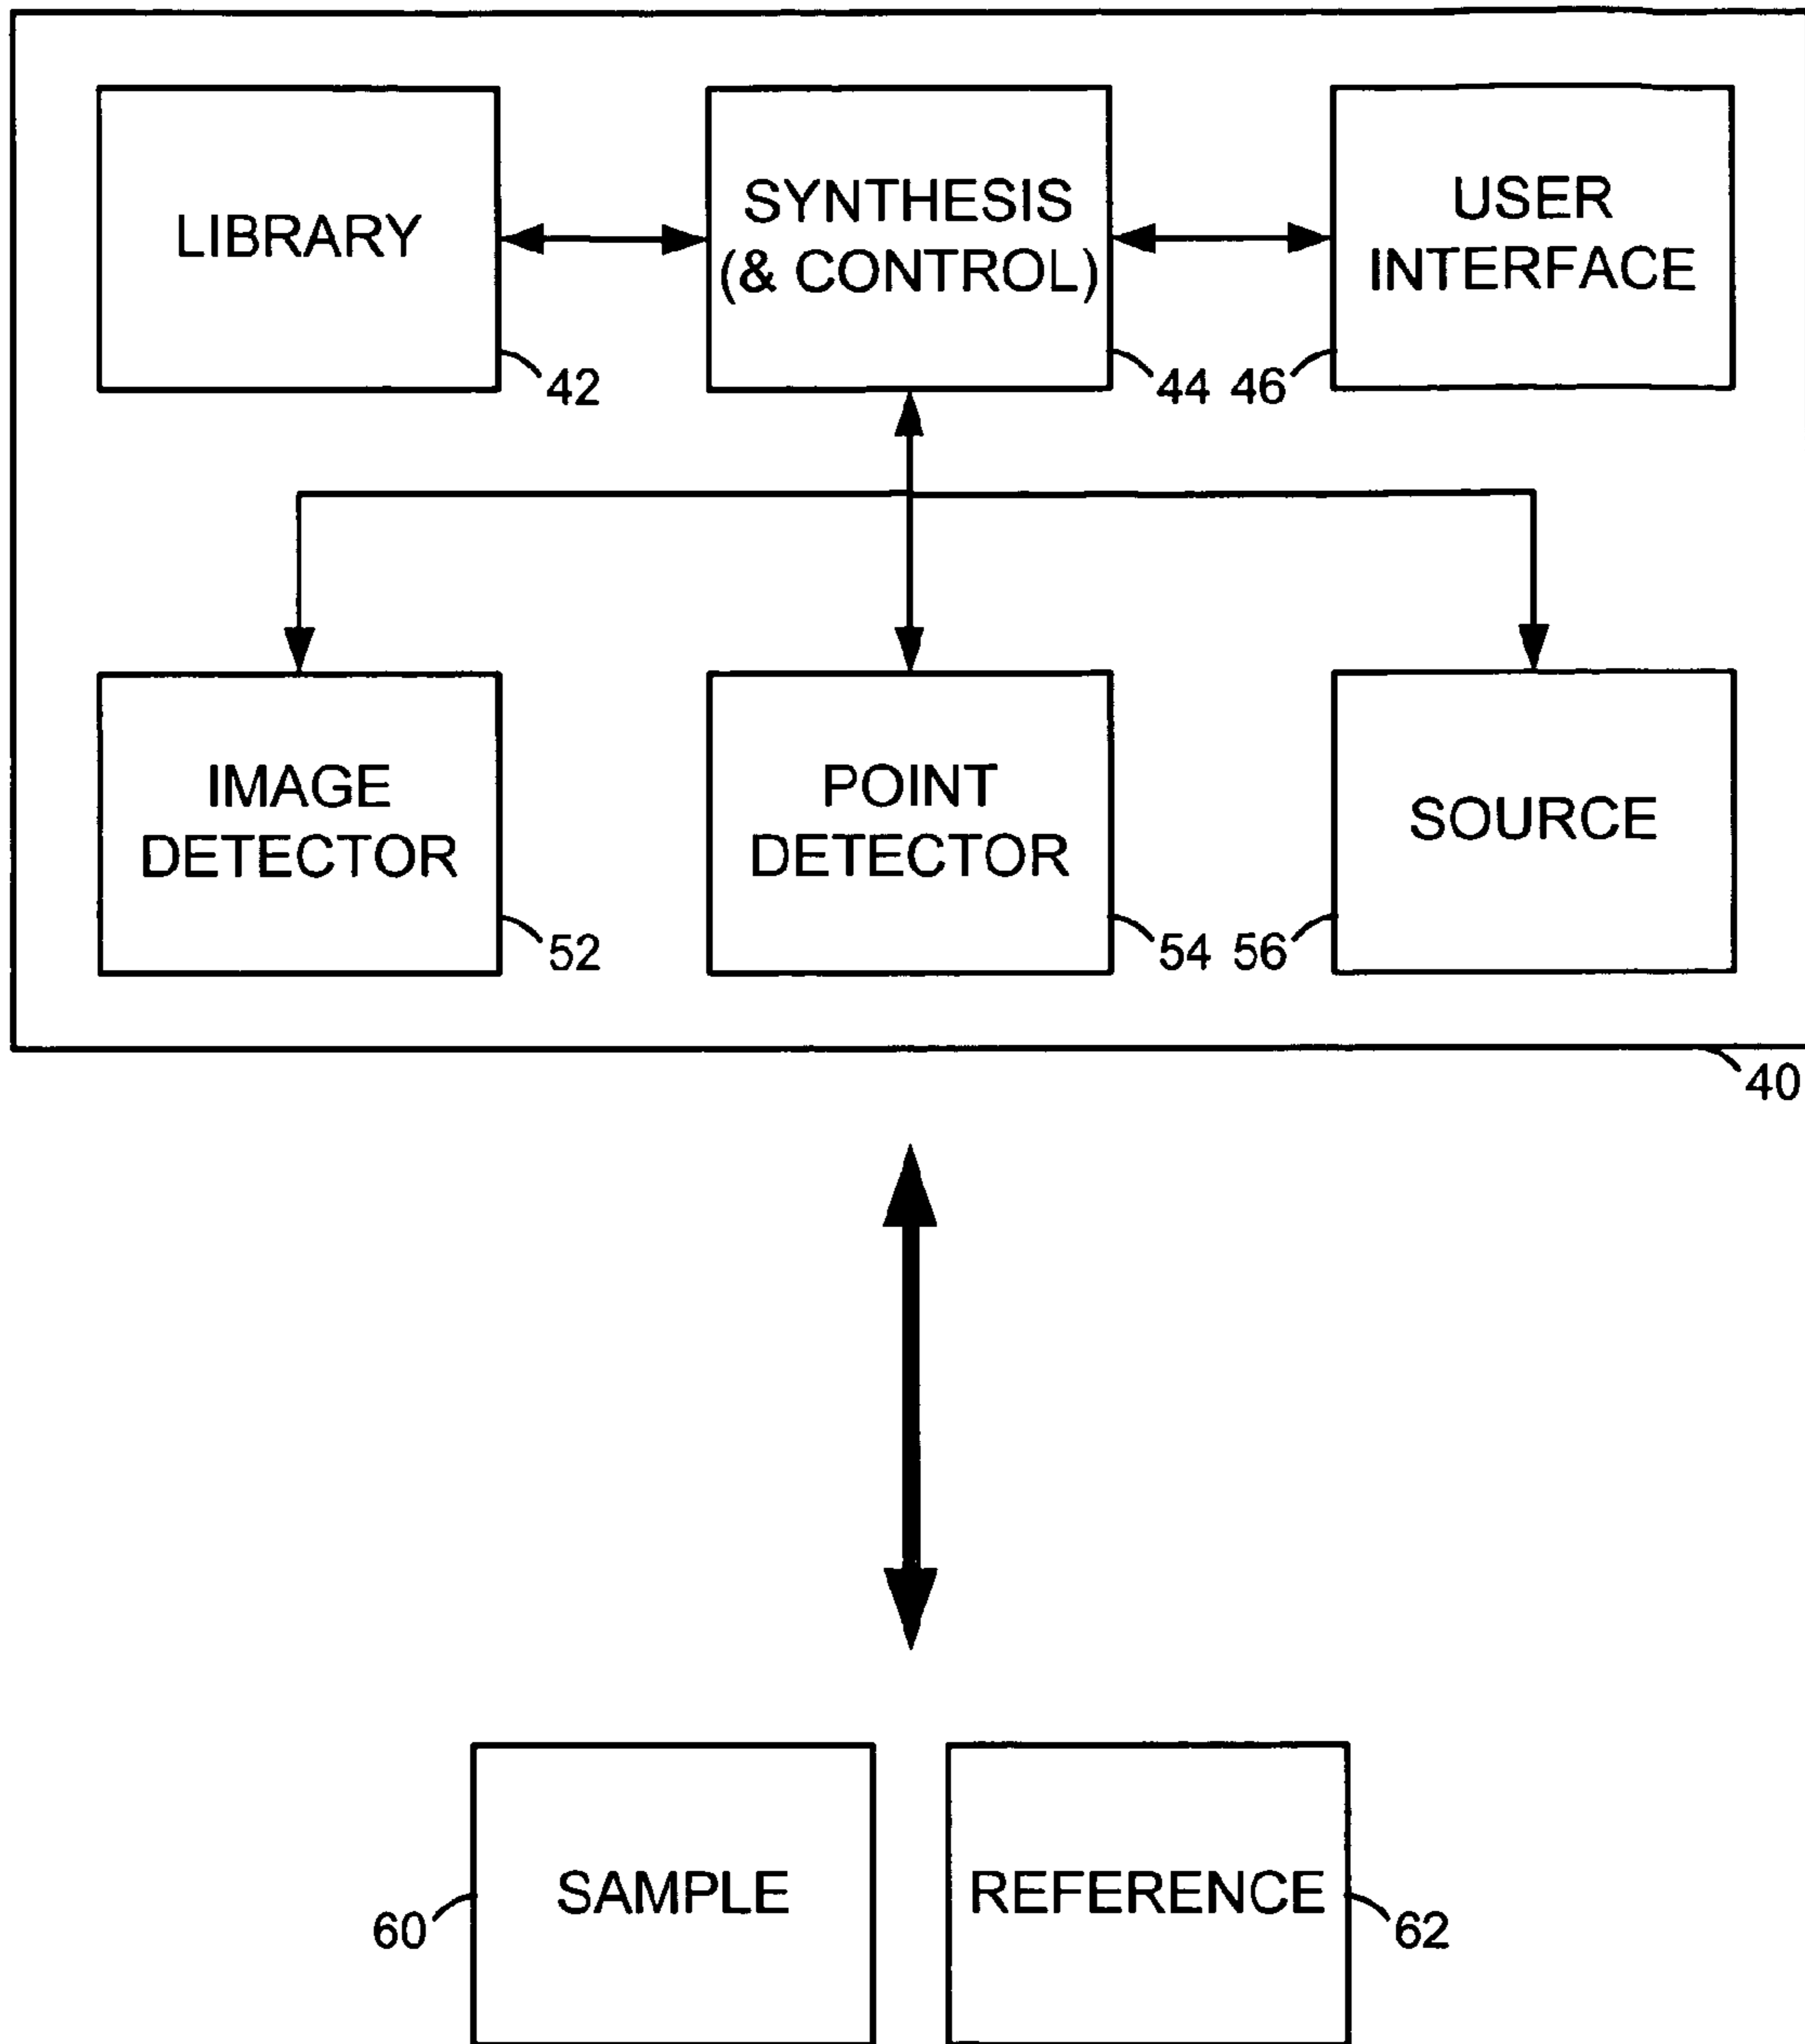 LIBRARY
42
SYNTHESIS
(& CONTROL)
44
USER
INTERFACE
46
IMAGE
DETECTOR
52
POINT
DETECTOR
54
SOURCE
56
40
SAMPLE
60
REFERENCE
62